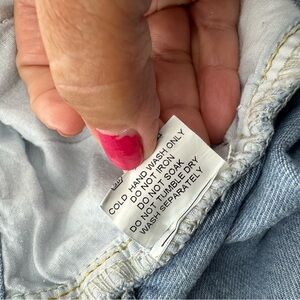 COLD HAND WASH ONLY
DO NOT IRON
DO NOT SOAK
DO NOT TUMBLE DRY
WASH SEPARATELY